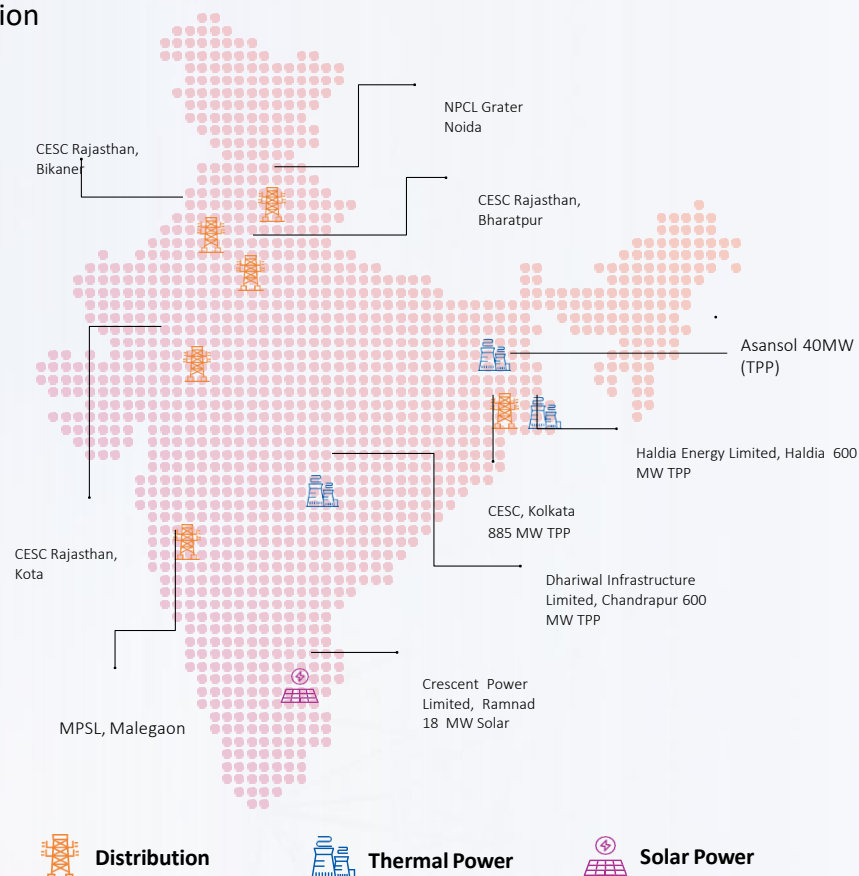 ion
NPCL Grater
Noida
CESC Rajasthan,
Bikaner
CESC Rajasthan,
Bharatpur
Asansol 40MW
(TPP)
Haldia Energy Limited, Haldia 600
MW TPP
CESC, Kolkata
885 MW TPP
CESC Rajasthan,
Kota
Dhariwal Infrastructure
Limited, Chandrapur 600
MW TPP
Crescent Power
Limited, Ramnad
18 MW Solar
MPSL, Malegaon
Distribution
Thermal Power
Solar Power